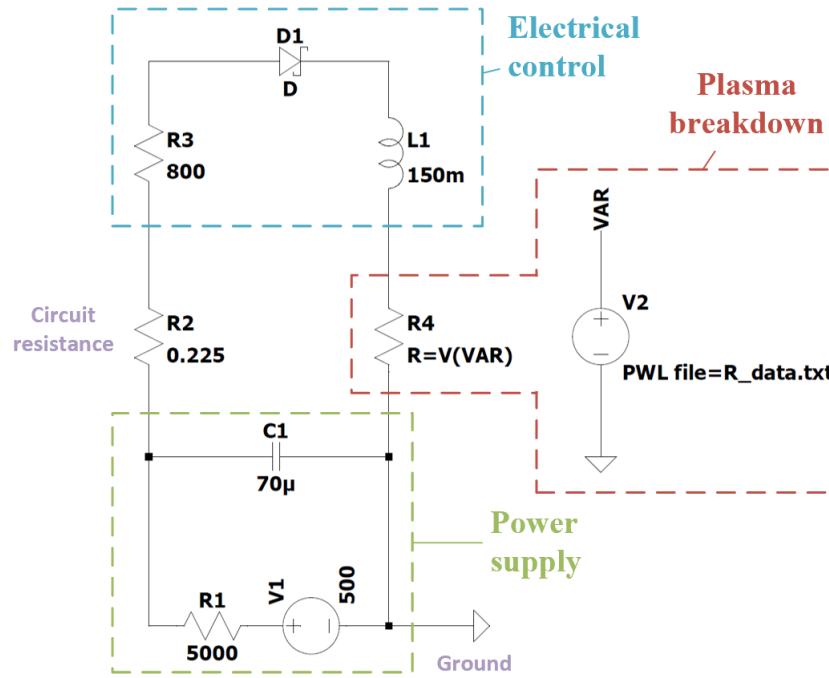 D1
D
Electrical
control
R3
800
L1
150m
Plasma
breakdown
VAR
V2
PWL file=R_data.txt
Circuit
resistance
R2
0.225
R4
R=V(VAR)
C1
70µ
Power
supply
R1
5000
V1
500
Ground